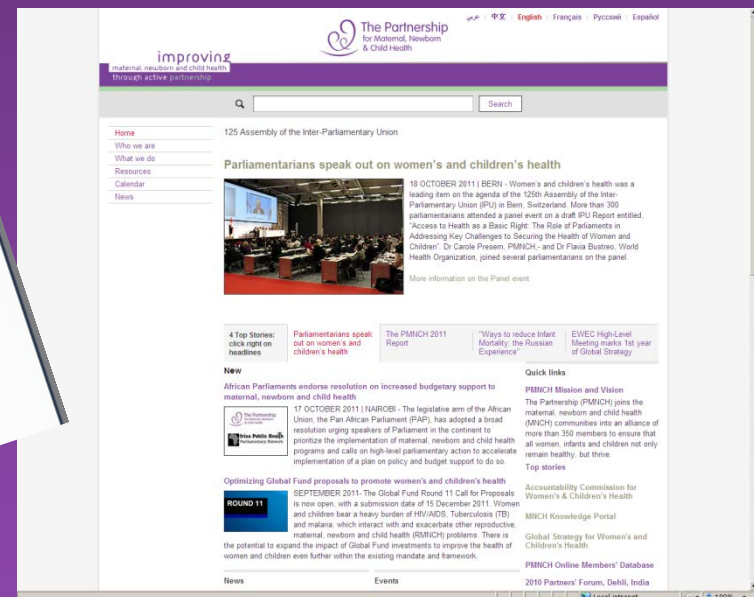 عربي | 中文 | English | Français | Русский | Español
The Partnership
for Maternal, Newborn
& Child Health
improving
maternal, newborn and child health
through active partnership
Search
Home
Who we are
What we do
Resources
Calendar
News
125 Assembly of the Inter-Parliamentary Union
Parliamentarians speak out on women's and children's health
18 OCTOBER 2011 | BERN - Women's and children's health was a
leading item on the agenda of the 125th Assembly of the Inter-
Parliamentary Union (IPU) in Bern, Switzerland. More than 300
parliamentarians attended a panel event on a draft IPU Report entitled,
"Access to Health as a Basic Right: The Role of Parliaments in
Addressing Key Challenges to Securing the Health of Women and
Children". Dr Carole Presern, PMNCH,- and Dr Flavia Bustreo, World
Health Organization, joined several parliamentarians on the panel.
More information on the Panel event
4 Top Stories:
click right on
headlines
Parliamentarians speak
out on women's and
children's health
The PMNCH 2011
Report
"Ways to reduce Infant
Mortality: the Russian
Experience"
EWEC High-Level
Meeting marks 1st year
of Global Strategy
New
African Parliaments endorse resolution on increased budgetary support to
maternal, newborn and child health
The Partnership
Africa Public Health
Parliamentary Network
17 OCTOBER 2011 | NAIROBI - The legislative arm of the African
Union, the Pan African Parliament (PAP), has adopted a broad
resolution urging speakers of Parliament in the continent to
prioritize the implementation of maternal, newborn and child health
programs and calls on high-level parliamentary action to accelerate
implementation of a plan on policy and budget support to do so.
Optimizing Global Fund proposals to promote women's and children's health
ROUND 11
SEPTEMBER 2011- The Global Fund Round 11 Call for Proposals
is now open, with a submission date of 15 December 2011. Women
and children bear a heavy burden of HIV/AIDS, Tuberculosis (TB)
and malaria, which interact with and exacerbate other reproductive,
maternal, newborn and child health (RMNCH) problems. There is
the potential to expand the impact of Global Fund investments to improve the health of
women and children even further within the existing mandate and framework.
News
Events
Quick links
PMNCH Mission and Vision
The Partnership (PMNCH) joins the
maternal, newborn and child health
(MNCH) communities into an alliance of
more than 350 members to ensure that
all women, infants and children not only
remain healthy, but thrive.
Top stories
Accountability Commission for
Women's & Children's Health
MNCH Knowledge Portal
Global Strategy for Women's and
Children's Health
PMNCH Online Members' Database
2010 Partners' Forum, Dehli, India
Local intranet
100%